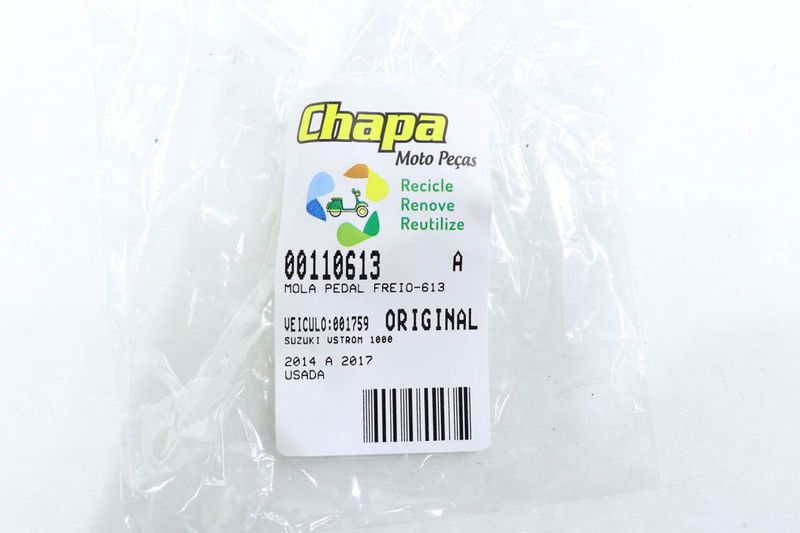 Chapa
Moto Peças
Recicle
Renove
Reutilize
00110613 A
MOLA PEDAL FREIO-613
VEICULO:001759 ORIGINAL
SUZUKI VSTROM 1000
2014 A 2017
USADA